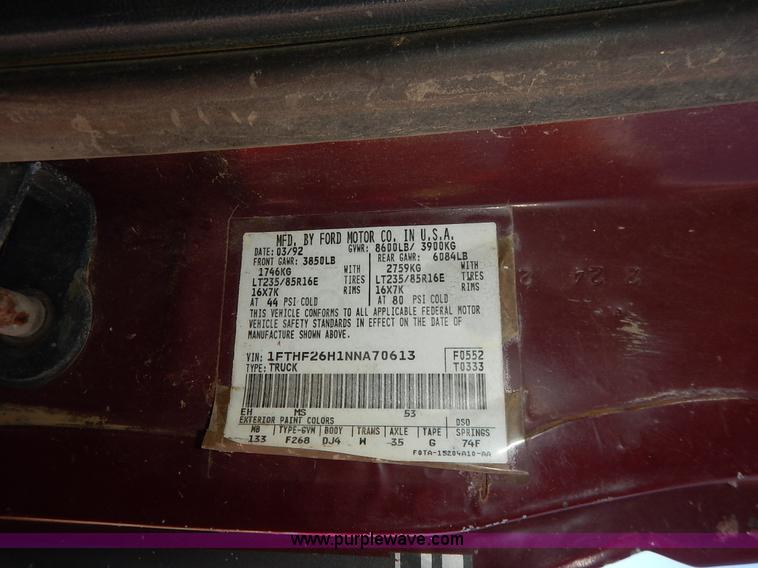 MFD. BY FORD MOTOR CO. IN U.S.A.
DATE: 03/92 GVWR: 8600LB/ 3900KG
FRONT GAWR: 3850LB REAR GAWR: 6084LB
1746KG WITH 2759KG WITH
LT235/85R16E TIRES LT235/85R16E TIRES
16X7K RIMS 16X7K RIMS
AT 44 PSI COLD AT 80 PSI COLD
THIS VEHICLE CONFORMS TO ALL APPLICABLE FEDERAL MOTOR
VEHICLE SAFETY STANDARDS IN EFFECT ON THE DATE OF
MANUFACTURE SHOWN ABOVE.
VIN: 1FTHF26H1NNA70613 F0552
TYPE: TRUCK T0333
EH MS 53
EXTERIOR PAINT COLORS DSO
WB TYPE-GVW BODY TRANS AXLE TAPE SPRINGS
133 F268 DJ4 W 35 G 74F
F0TA-15204A10-AA
www.purplewave.com